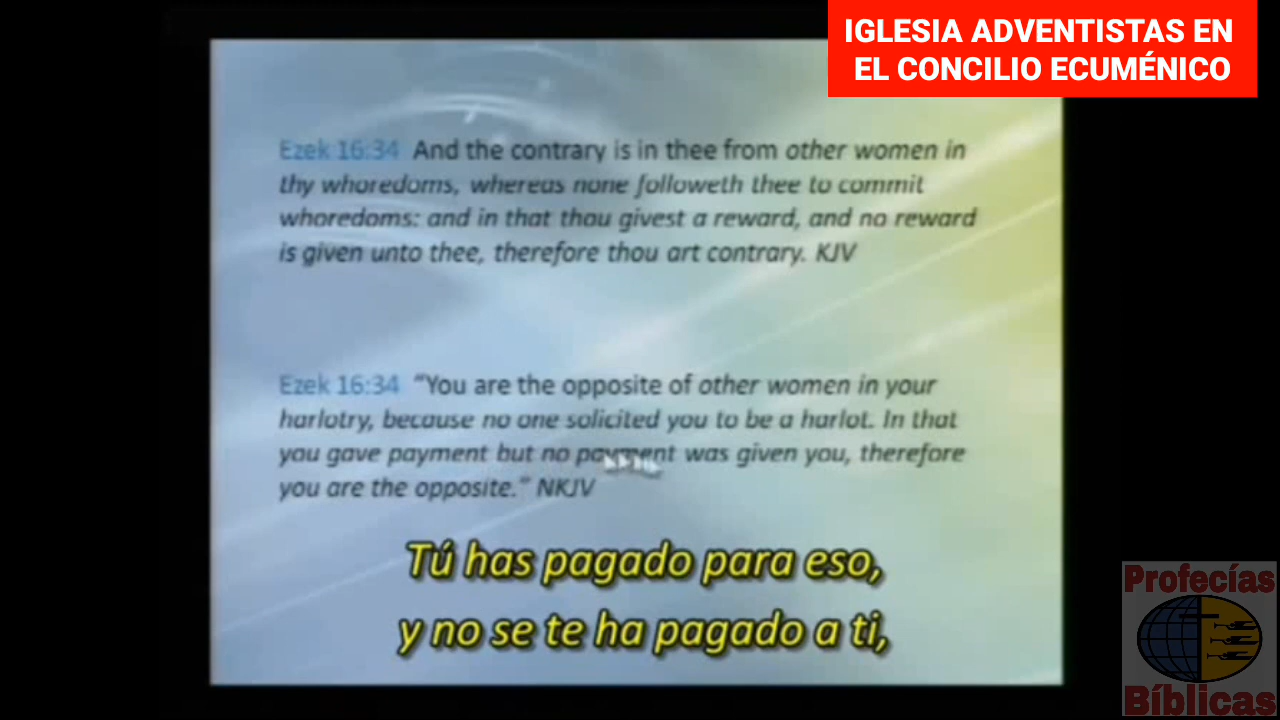 IGLESIA ADVENTISTAS EN
EL CONCILIO ECUMÉNICO
Ezek 16:34 And the contrary is in thee from other women in
thy whoredoms, whereas none followeth thee to commit
whoredoms: and in that thou givest a reward, and no reward
is given unto thee, therefore thou art contrary. KJV
Ezek 16:34 “You are the opposite of other women in your
harlotry, because no one solicited you to be a harlot. In that
you gave payment but no payment was given you, therefore
you are the opposite.” NKJV
Tú has pagado para eso,
y no se te ha pagado a ti,
Profecías
Bíblicas